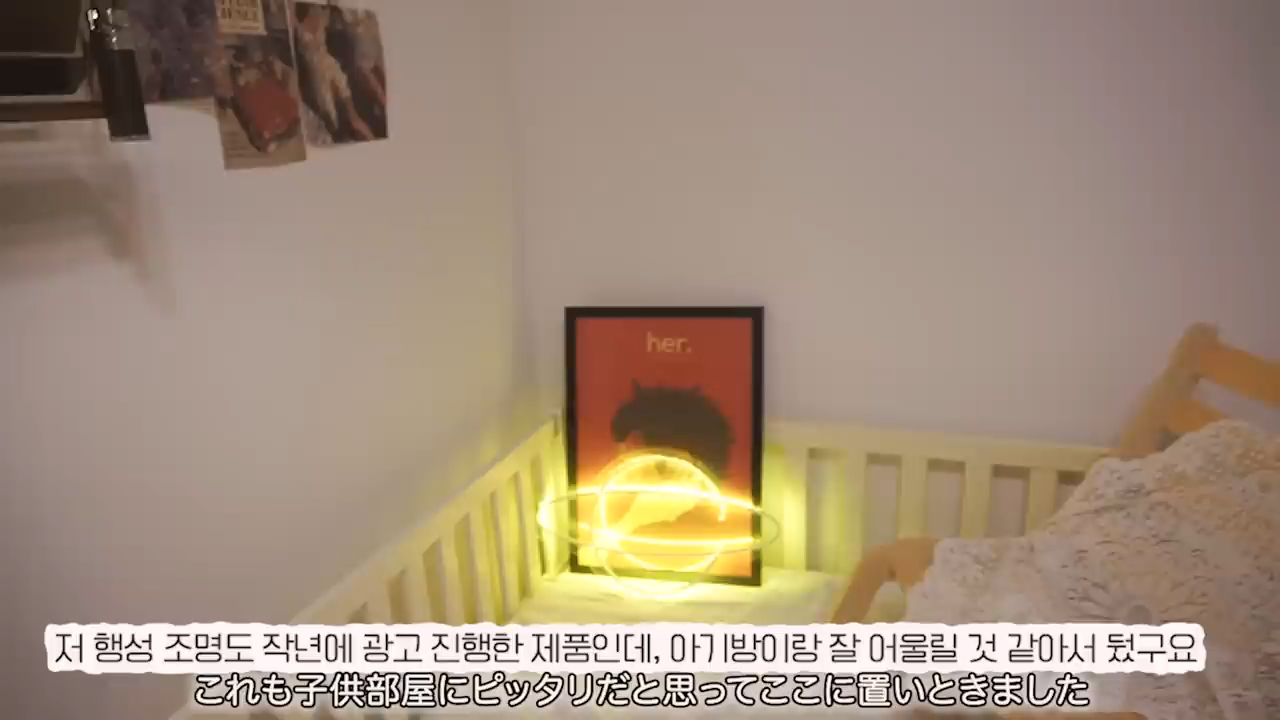 her.
저 행성 조명도 작년에 광고 진행한 제품인데, 아기방이랑 잘 어울릴 것 같아서 뒀구요
これも子供部屋にピッタリだと思ってここに置いときました